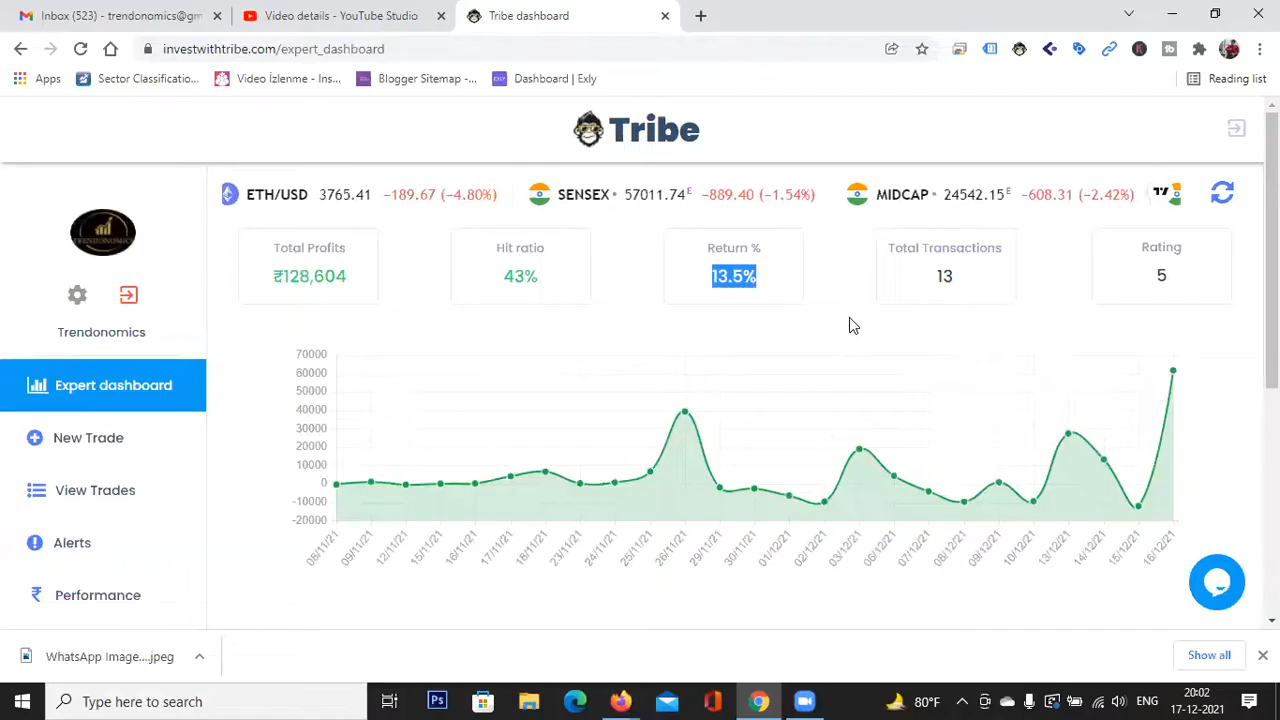 Inbox (523) - trendonomics@gm
Video details - YouTube Studio
Tribe dashboard
investwithtribe.com/expert_dashboard
Apps
Sector Classificatio...
Video İzlenme - Ins...
Blogger Sitemap -...
Dashboard | Exly
Reading list
Tribe
ETH/USD 3765.41 −189.67 (−4.80%)
SENSEX 57011.74 E −889.40 (−1.54%)
MIDCAP 24542.15 E −608.31 (−2.42%)
TRENDONOMICS
Trendonomics
Expert dashboard
New Trade
View Trades
Alerts
₹ Performance
Total Profits
₹128,604
Hit ratio
43%
Return %
13.5%
Total Transactions
13
Rating
5
70000
60000
50000
40000
30000
20000
10000
0
-10000
-20000
08/11/21
09/11/21
12/11/21
15/11/21
16/11/21
17/11/21
18/11/21
23/11/21
24/11/21
25/11/21
26/11/21
29/11/21
30/11/21
01/12/21
02/12/21
03/12/21
06/12/21
07/12/21
08/12/21
09/12/21
10/12/21
13/12/21
14/12/21
15/12/21
16/12/21
WhatsApp Image....jpeg
Show all
Type here to search
Ps
80°F
ENG
20:02
17-12-2021